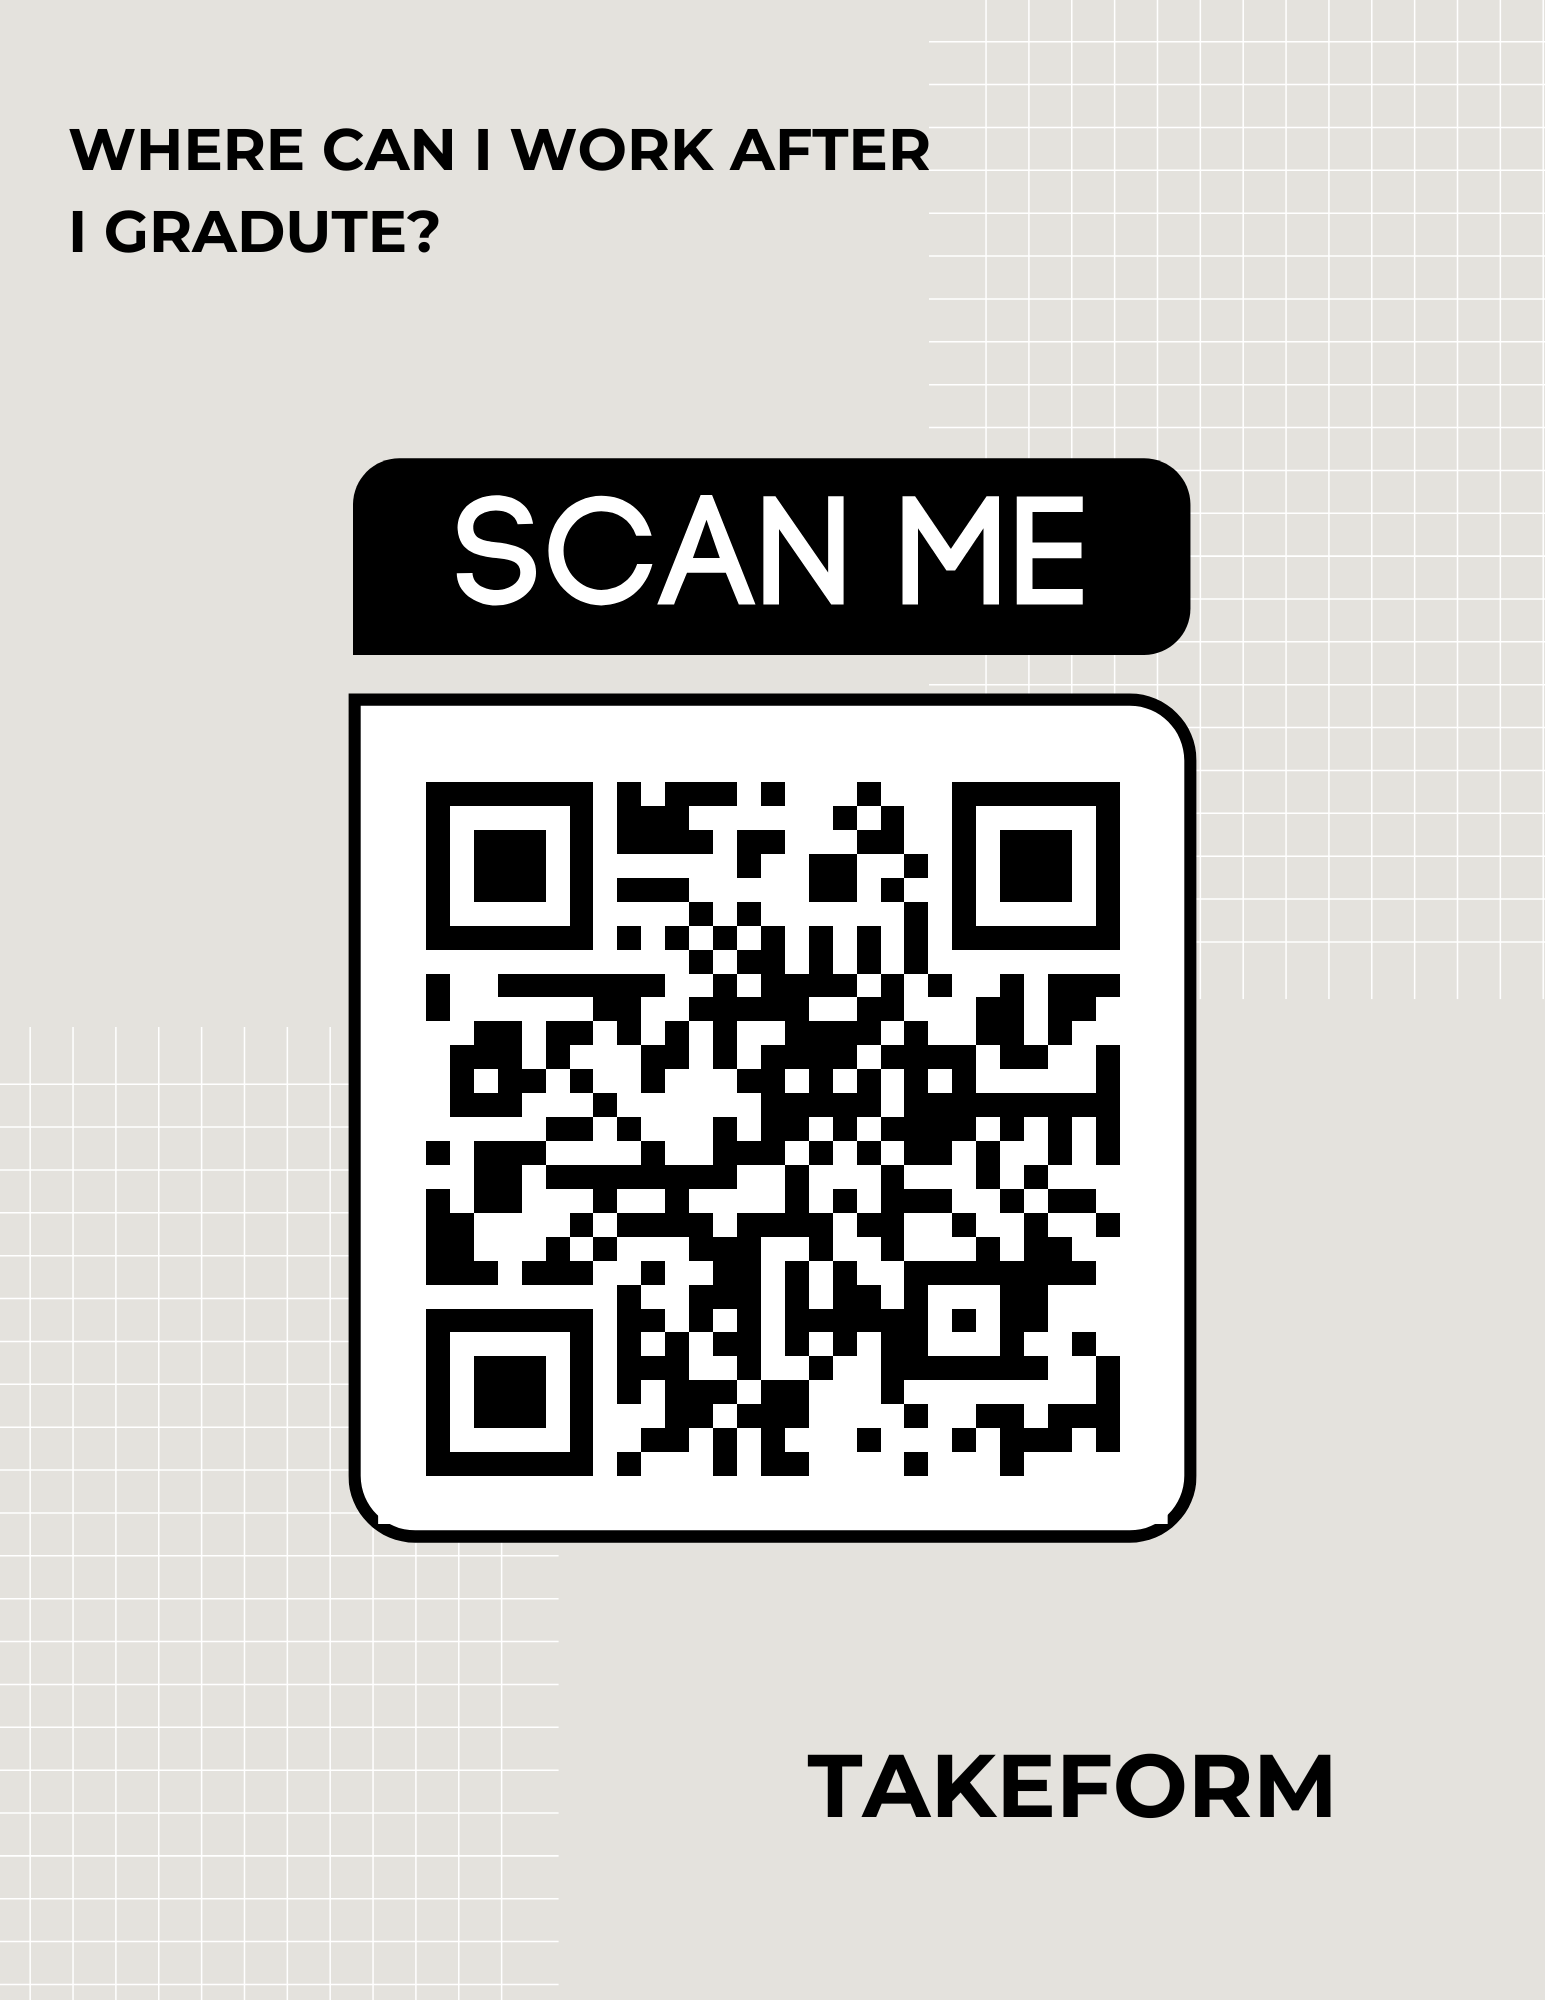 WHERE CAN I WORK AFTER
I GRADUTE?
SCAN ME
TAKEFORM